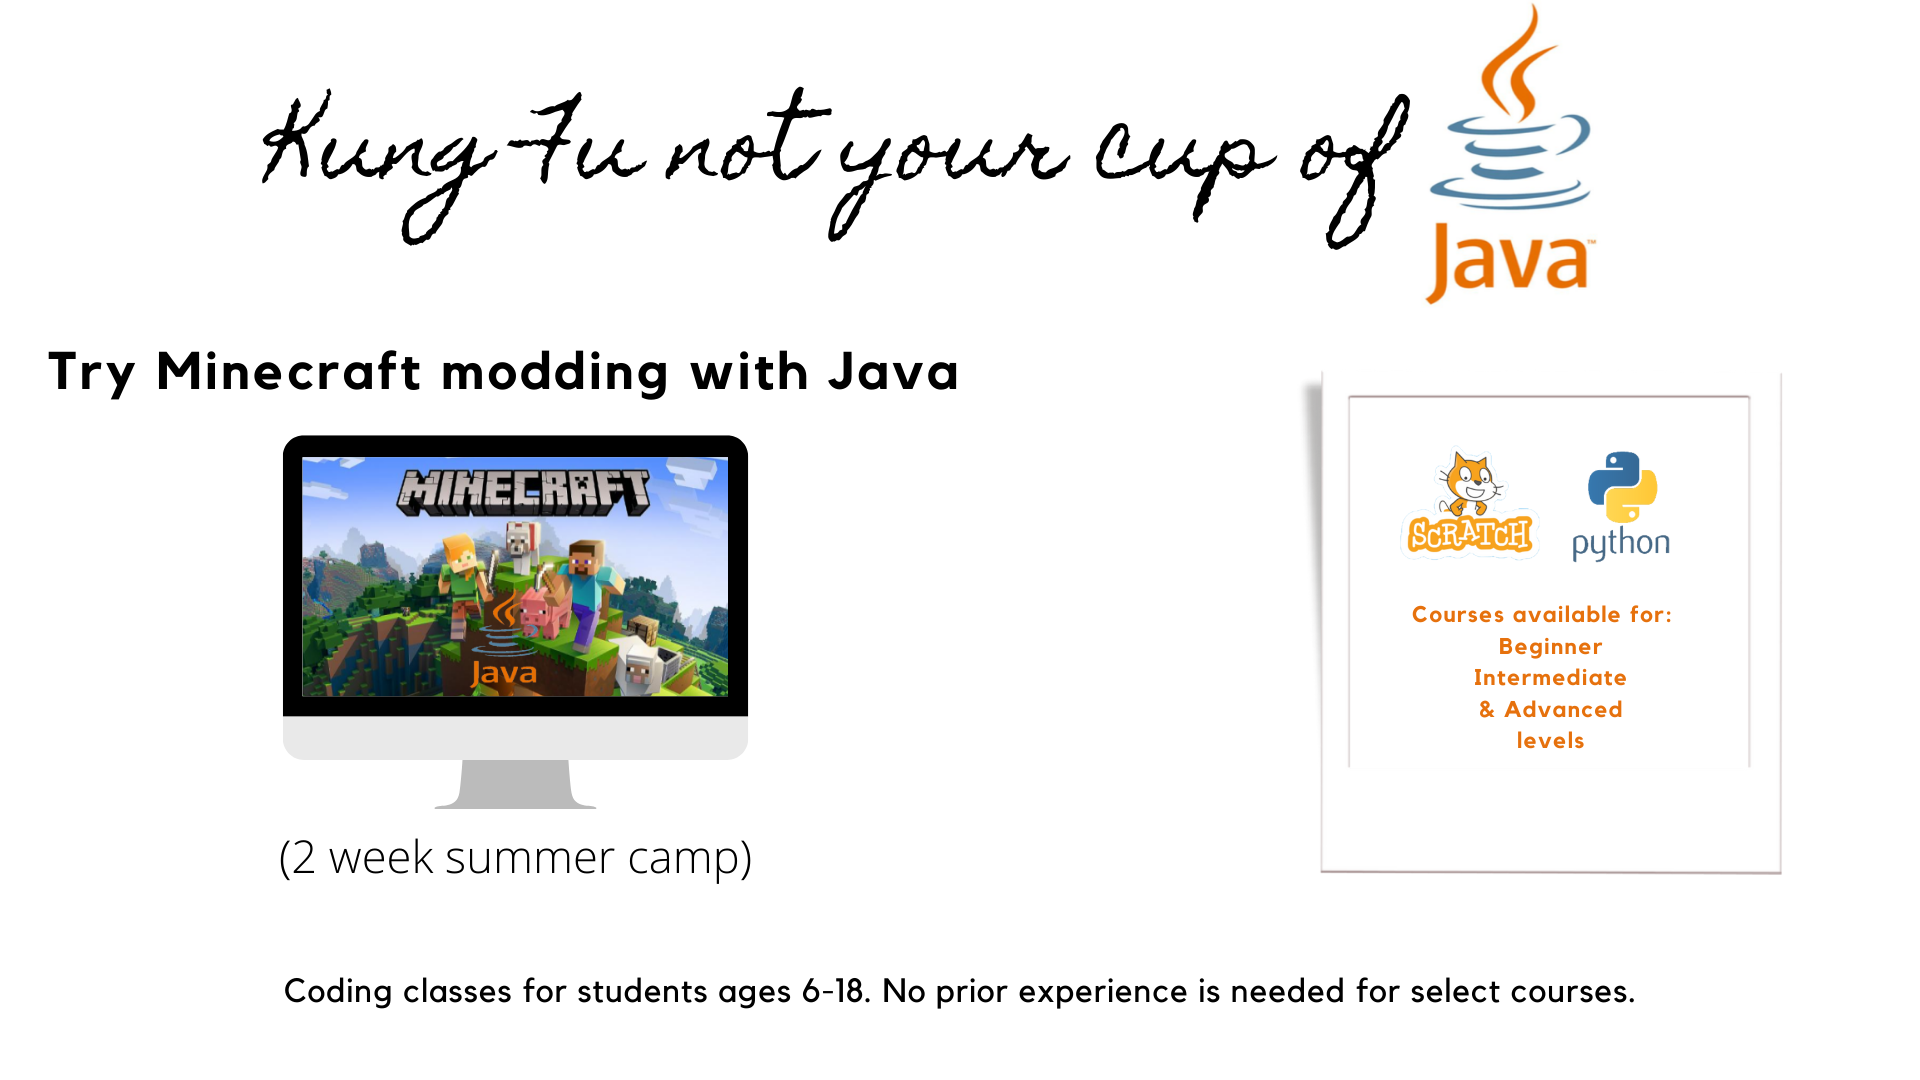 Kung-Fu not your cup of
Java™
Try Minecraft modding with Java
MINECRAFT
Java
(2 week summer camp)
SCRATCH
python
Courses available for:
Beginner
Intermediate
& Advanced
levels
Coding classes for students ages 6-18. No prior experience is needed for select courses.